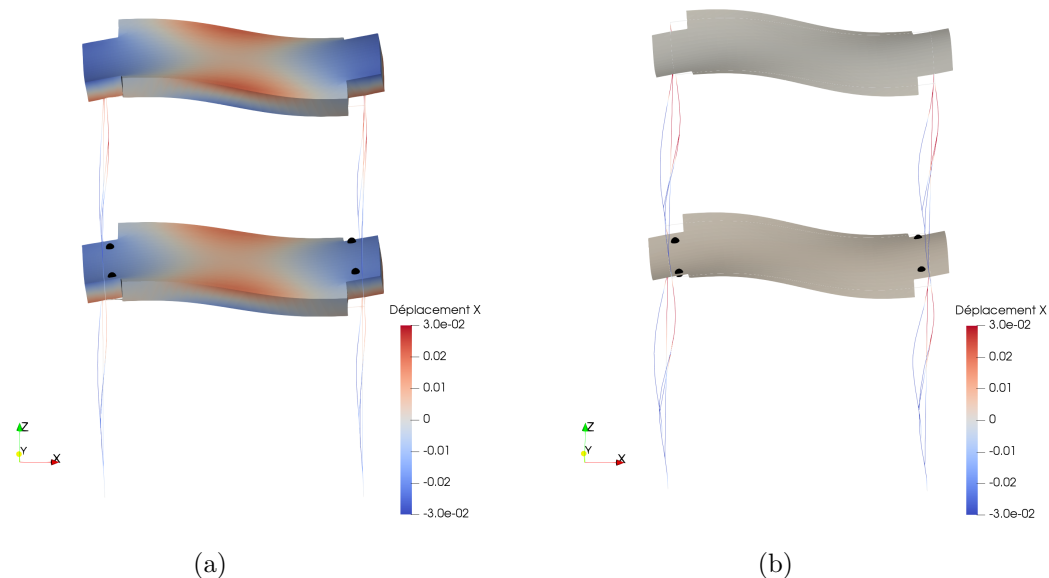 Déplacement X
3.0e-02
0.02
0.01
0
-0.01
-0.02
-3.0e-02
Z
Y
X
(a)
Déplacement X
3.0e-02
0.02
0.01
0
-0.01
-0.02
-3.0e-02
Z
Y
X
(b)